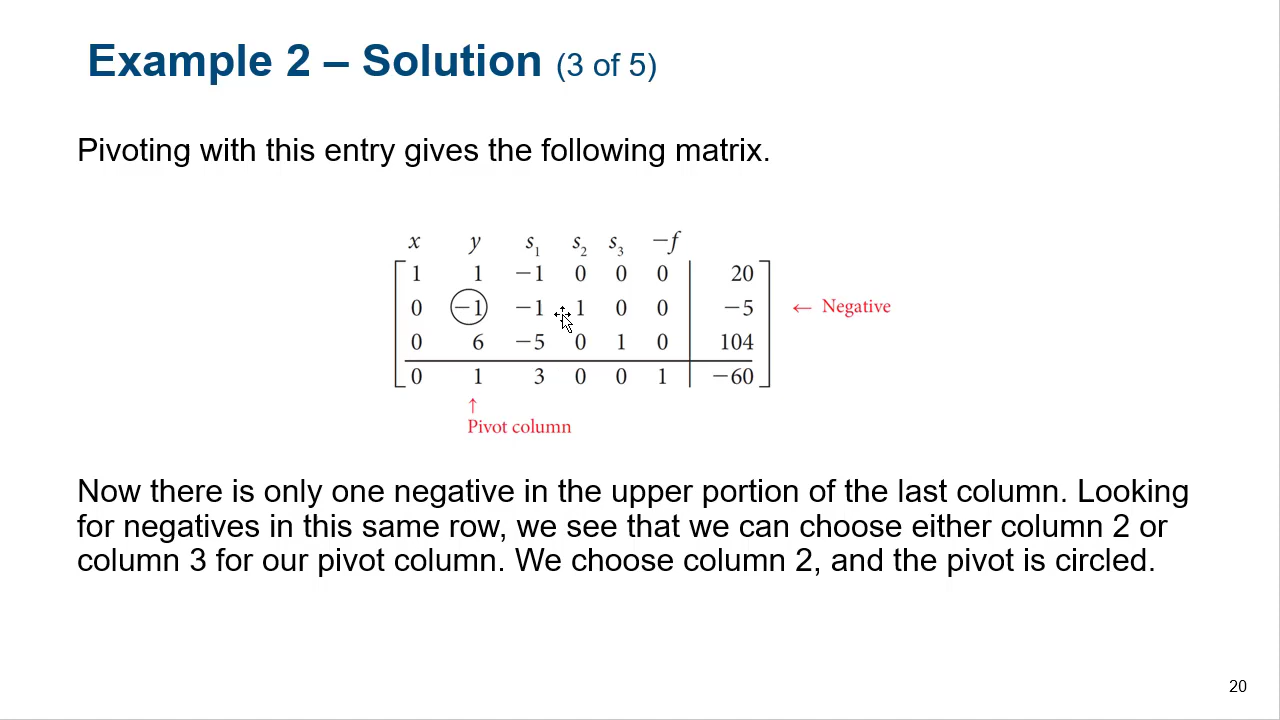 Example 2 – Solution (3 of 5)
Pivoting with this entry gives the following matrix.
x y s1 s2 s3 −f
1 1 −1 0 0 0 20
0 −1 −1 1 0 0 −5 ← Negative
0 6 −5 0 1 0 104
0 1 3 0 0 1 −60
↑
Pivot column
Now there is only one negative in the upper portion of the last column. Looking
for negatives in this same row, we see that we can choose either column 2 or
column 3 for our pivot column. We choose column 2, and the pivot is circled.
20